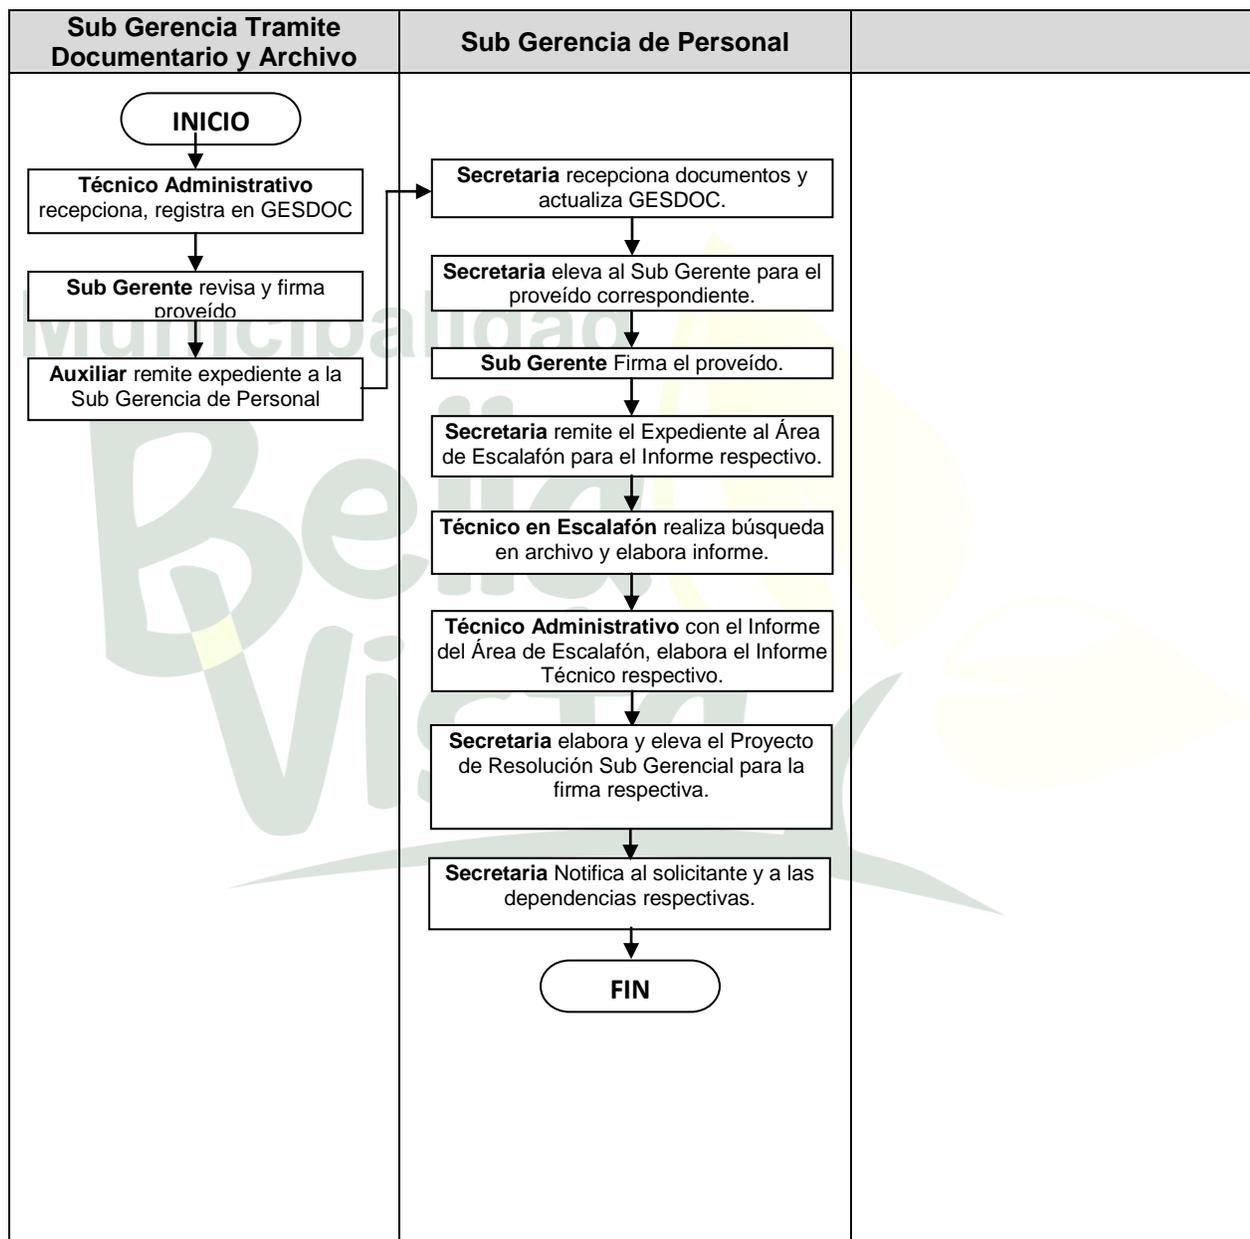 Sub Gerencia Tramite
Documentario y Archivo
Sub Gerencia de Personal
INICIO
Técnico Administrativo
recepciona, registra en GESDOC
Sub Gerente revisa y firma
proveído
Auxiliar remite expediente a la
Sub Gerencia de Personal
Secretaria recepciona documentos y
actualiza GESDOC.
Secretaria eleva al Sub Gerente para el
proveído correspondiente.
Sub Gerente Firma el proveído.
Secretaria remite el Expediente al Área
de Escalafón para el Informe respectivo.
Técnico en Escalafón realiza búsqueda
en archivo y elabora informe.
Técnico Administrativo con el Informe
del Área de Escalafón, elabora el Informe
Técnico respectivo.
Secretaria elabora y eleva el Proyecto
de Resolución Sub Gerencial para la
firma respectiva.
Secretaria Notifica al solicitante y a las
dependencias respectivas.
FIN
Municipalidad
Bella
Vista